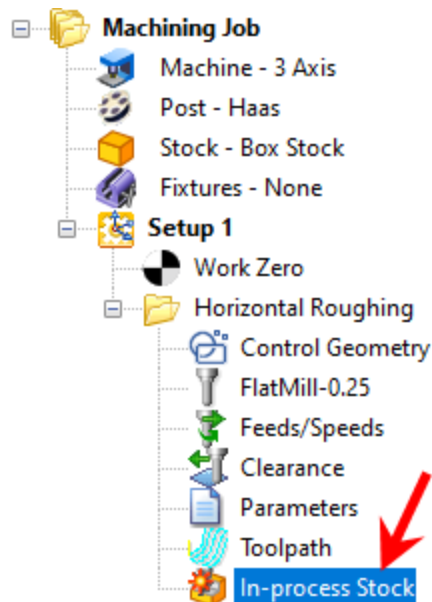 Machining Job
Machine - 3 Axis
Post - Haas
Stock - Box Stock
Fixtures - None
Setup 1
Work Zero
Horizontal Roughing
Control Geometry
FlatMill-0.25
Feeds/Speeds
Clearance
Parameters
Toolpath
In-process Stock